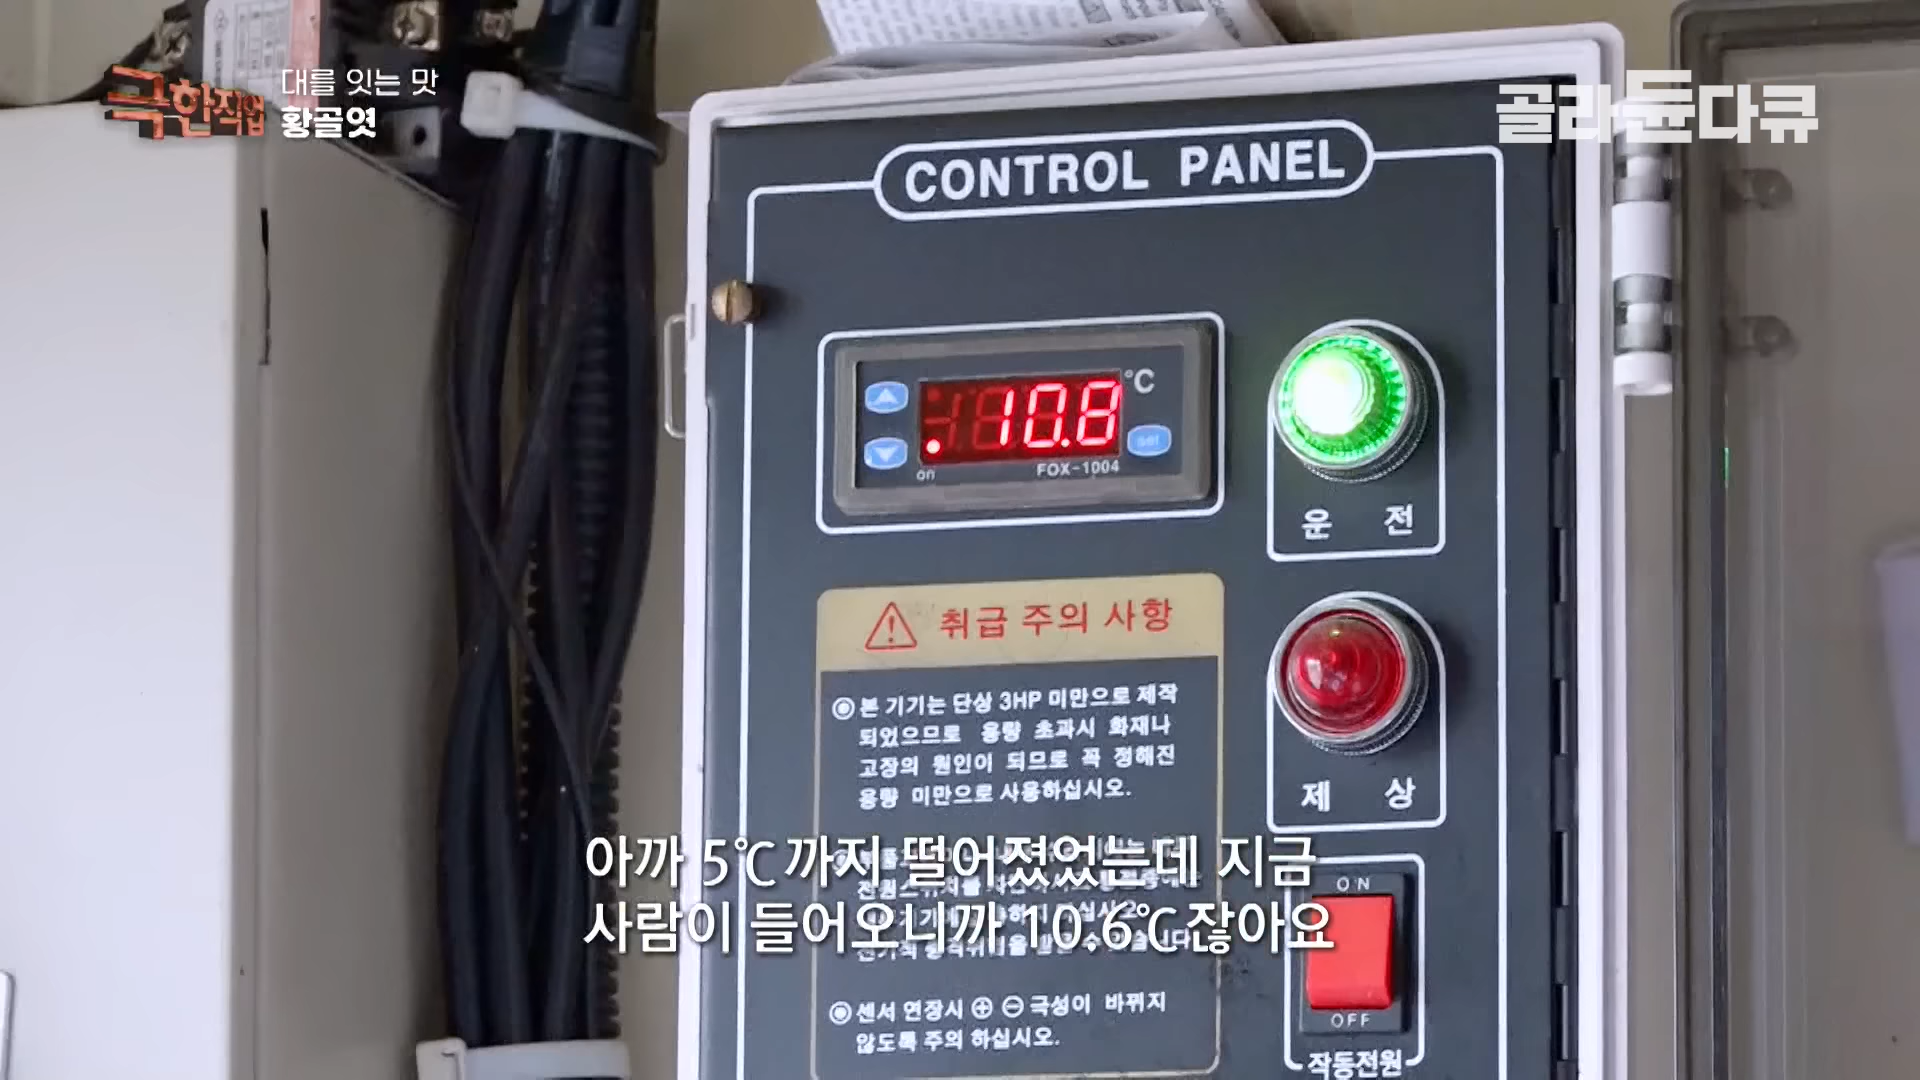 극한직업
대를 잇는 맛
황골엿
골라듄다큐
CONTROL PANEL
10.8 °C
set
on
FOX-1004
운 전
취급 주의 사항
◉ 본 기기는 단상 3HP 미만으로 제작
되었으므로 용량 초과시 화재나
고장의 원인이 되므로 꼭 정해진
용량 미만으로 사용하십시오.
제 상
아까 5℃까지 떨어졌었는데 지금
사람이 들어오니까 10.6℃잖아요
◉ 센서 연장시 ⊕ ⊖ 극성이 바뀌지
않도록 주의 하십시오.
ON
OFF
작동전원